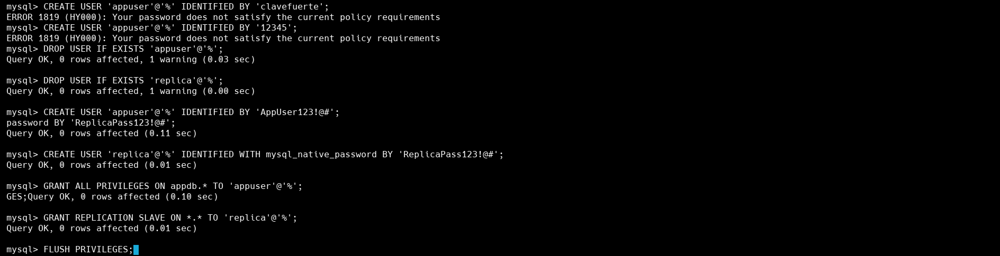 mysql> CREATE USER 'appuser'@'%' IDENTIFIED BY 'clavefuerte';
ERROR 1819 (HY000): Your password does not satisfy the current policy requirements
mysql> CREATE USER 'appuser'@'%' IDENTIFIED BY '12345';
ERROR 1819 (HY000): Your password does not satisfy the current policy requirements
mysql> DROP USER IF EXISTS 'appuser'@'%';
Query OK, 0 rows affected, 1 warning (0.03 sec)

mysql> DROP USER IF EXISTS 'replica'@'%';
Query OK, 0 rows affected, 1 warning (0.00 sec)

mysql> CREATE USER 'appuser'@'%' IDENTIFIED BY 'AppUser123!@#';
password BY 'ReplicaPass123!@#';
Query OK, 0 rows affected (0.11 sec)

mysql> CREATE USER 'replica'@'%' IDENTIFIED WITH mysql_native_password BY 'ReplicaPass123!@#';
Query OK, 0 rows affected (0.01 sec)

mysql> GRANT ALL PRIVILEGES ON appdb.* TO 'appuser'@'%';
GES;Query OK, 0 rows affected (0.10 sec)

mysql> GRANT REPLICATION SLAVE ON *.* TO 'replica'@'%';
Query OK, 0 rows affected (0.01 sec)

mysql> FLUSH PRIVILEGES;